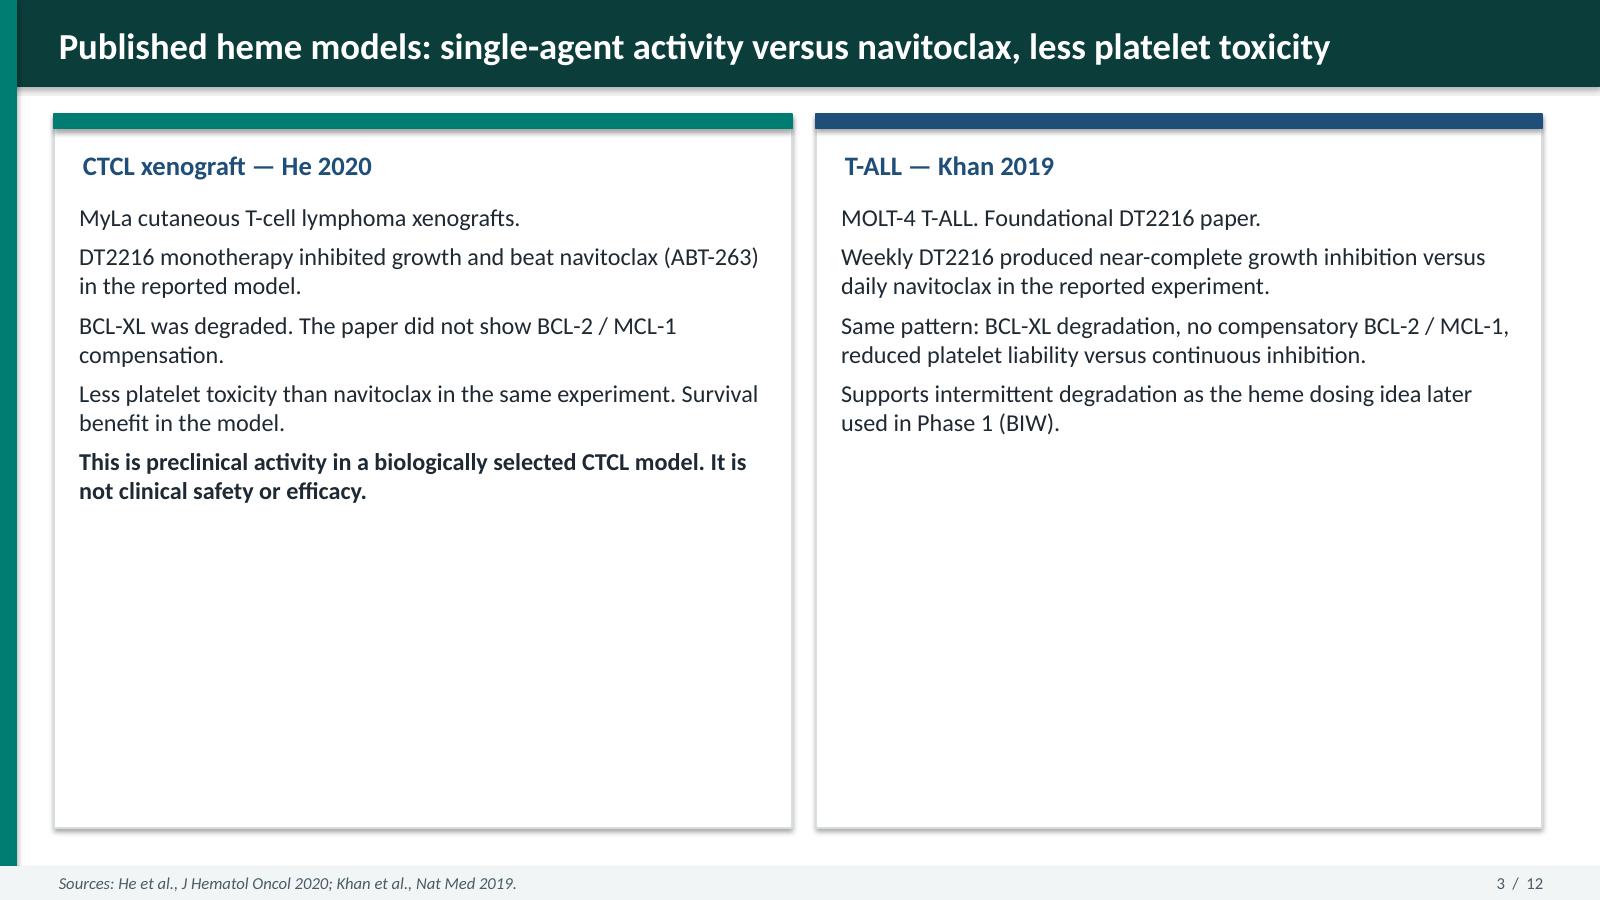 Published heme models: single-agent activity versus navitoclax, less platelet toxicity
CTCL xenograft — He 2020
MyLa cutaneous T-cell lymphoma xenografts.
DT2216 monotherapy inhibited growth and beat navitoclax (ABT-263)
in the reported model.
BCL-XL was degraded. The paper did not show BCL-2 / MCL-1
compensation.
Less platelet toxicity than navitoclax in the same experiment. Survival
benefit in the model.
This is preclinical activity in a biologically selected CTCL model. It is
not clinical safety or efficacy.
T-ALL — Khan 2019
MOLT-4 T-ALL. Foundational DT2216 paper.
Weekly DT2216 produced near-complete growth inhibition versus
daily navitoclax in the reported experiment.
Same pattern: BCL-XL degradation, no compensatory BCL-2 / MCL-1,
reduced platelet liability versus continuous inhibition.
Supports intermittent degradation as the heme dosing idea later
used in Phase 1 (BIW).
Sources: He et al., J Hematol Oncol 2020; Khan et al., Nat Med 2019.
3 / 12